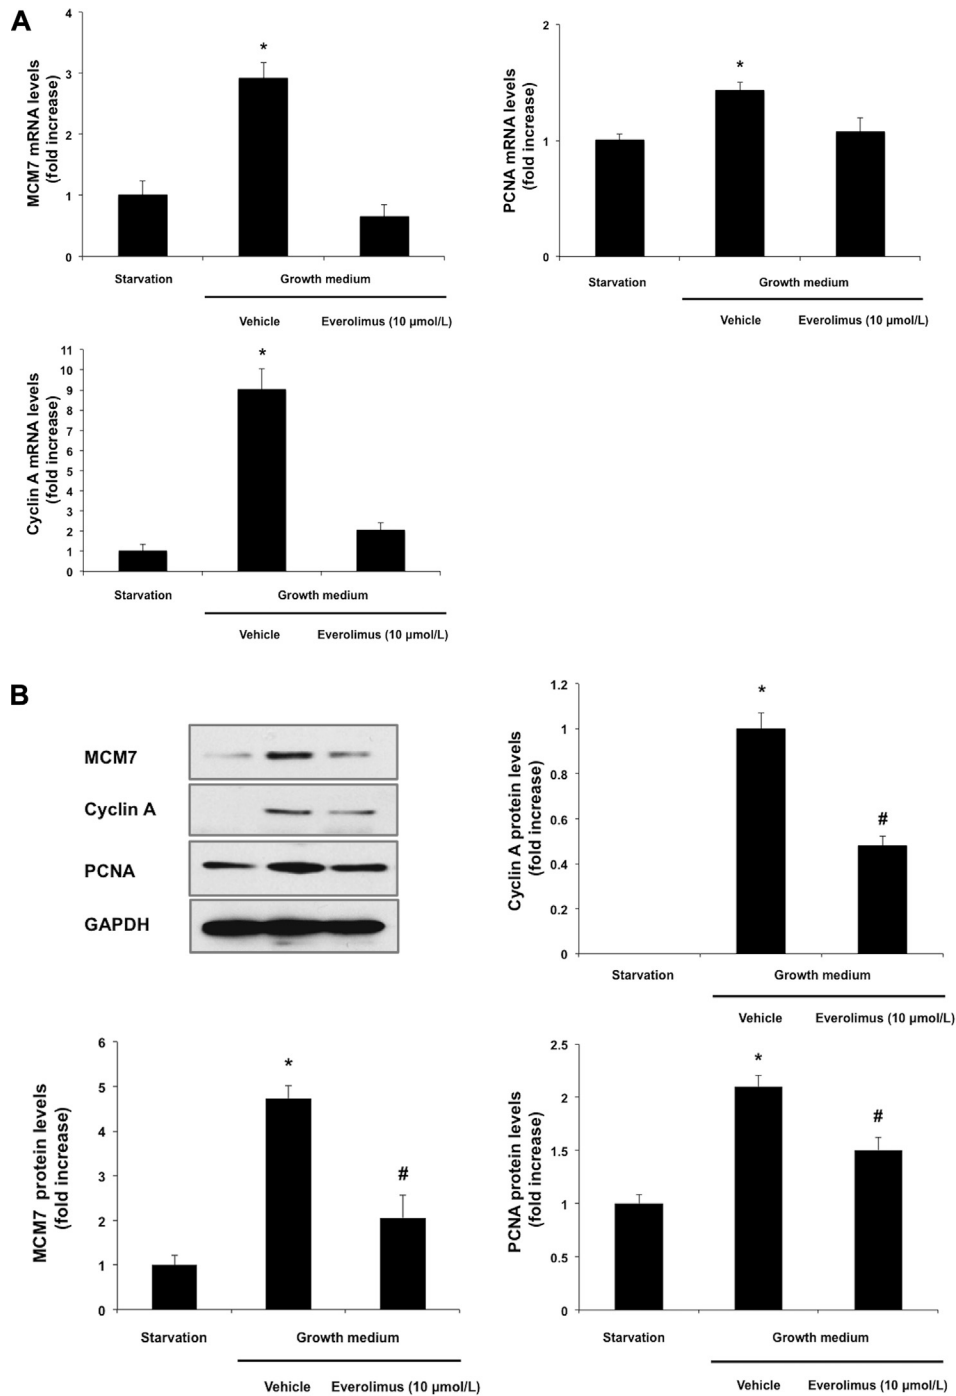 A
MCM7 mRNA levels
(fold increase)
4
3
2
1
0
*
Starvation
Growth medium
Vehicle
Everolimus (10 µmol/L)
PCNA mRNA levels
(fold increase)
2
1
0
*
Starvation
Growth medium
Vehicle
Everolimus (10 µmol/L)
Cyclin A mRNA levels
(fold increase)
11
10
9
8
7
6
5
4
3
2
1
0
*
Starvation
Growth medium
Vehicle
Everolimus (10 µmol/L)
B
MCM7
Cyclin A
PCNA
GAPDH
Cyclin A protein levels
(fold increase)
1.2
1
0.8
0.6
0.4
0.2
0
*
#
Starvation
Growth medium
Vehicle
Everolimus (10 µmol/L)
MCM7 protein levels
(fold increase)
6
5
4
3
2
1
0
*
#
Starvation
Growth medium
Vehicle
Everolimus (10 µmol/L)
PCNA protein levels
(fold increase)
2.5
2
1.5
1
0.5
0
*
#
Starvation
Growth medium
Vehicle
Everolimus (10 µmol/L)